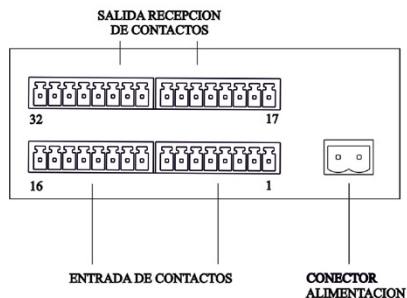 SALIDA RECEPCION
DE CONTACTOS
32 17
16 1
ENTRADA DE CONTACTOS
CONECTOR
ALIMENTACION